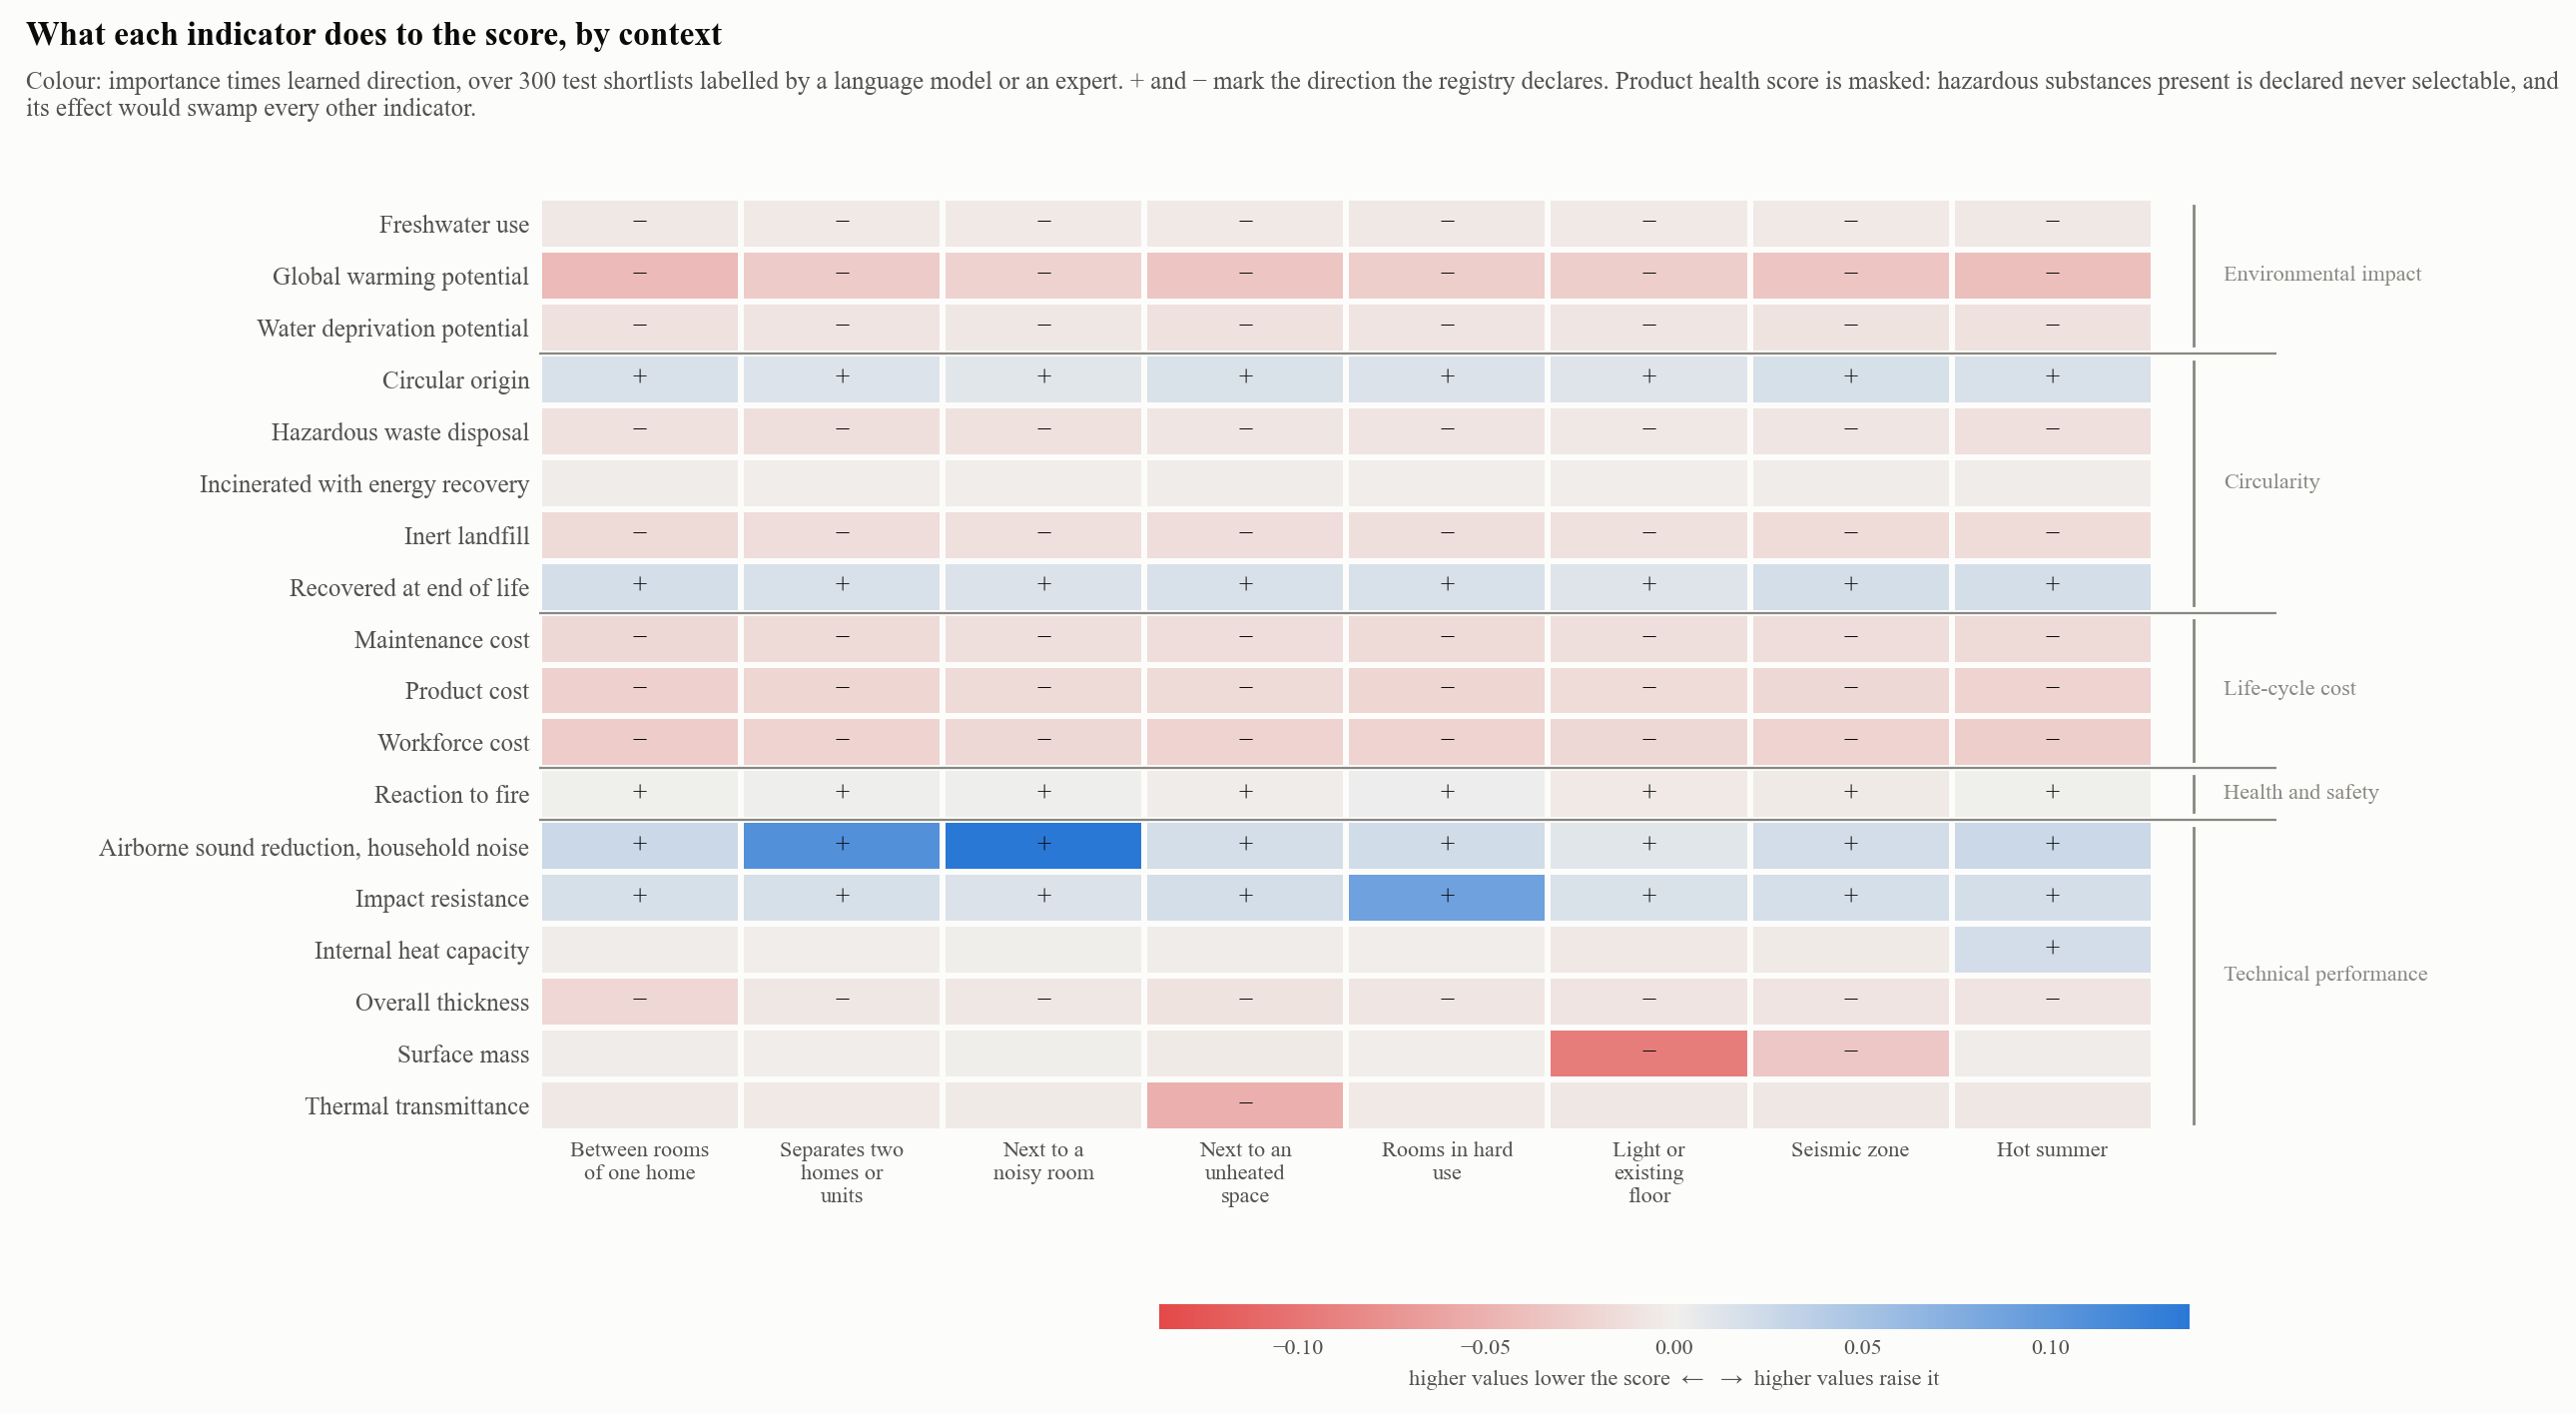 What each indicator does to the score, by context
Colour: importance times learned direction, over 300 test shortlists labelled by a language model or an expert. + and − mark the direction the registry declares. Product health score is masked: hazardous substances present is declared never selectable, and
its effect would swamp every other indicator.
Freshwater use − − − − − − − −
Global warming potential − − − − − − − −
Environmental impact
Water deprivation potential − − − − − − − −
Circular origin + + + + + + + +
Hazardous waste disposal − − − − − − − −
Incinerated with energy recovery
Circularity
Inert landfill − − − − − − − −
Recovered at end of life + + + + + + + +
Maintenance cost − − − − − − − −
Product cost − − − − − − − −
Life-cycle cost
Workforce cost − − − − − − − −
Reaction to fire + + + + + + + +
Health and safety
Airborne sound reduction, household noise + + + + + + + +
Impact resistance + + + + + + + +
Internal heat capacity +
Technical performance
Overall thickness − − − − − − − −
Surface mass − −
Thermal transmittance −
Between rooms
of one home
Separates two
homes or
units
Next to a
noisy room
Next to an
unheated
space
Rooms in hard
use
Light or
existing
floor
Seismic zone
Hot summer
−0.10 −0.05 0.00 0.05 0.10
higher values lower the score ← → higher values raise it